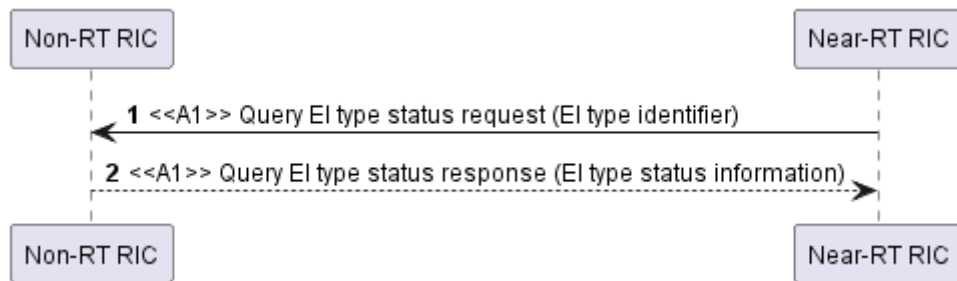 Non-RT RIC
Near-RT RIC
1 <<A1>> Query EI type status request (EI type identifier)
2 <<A1>> Query EI type status response (EI type status information)
Non-RT RIC
Near-RT RIC